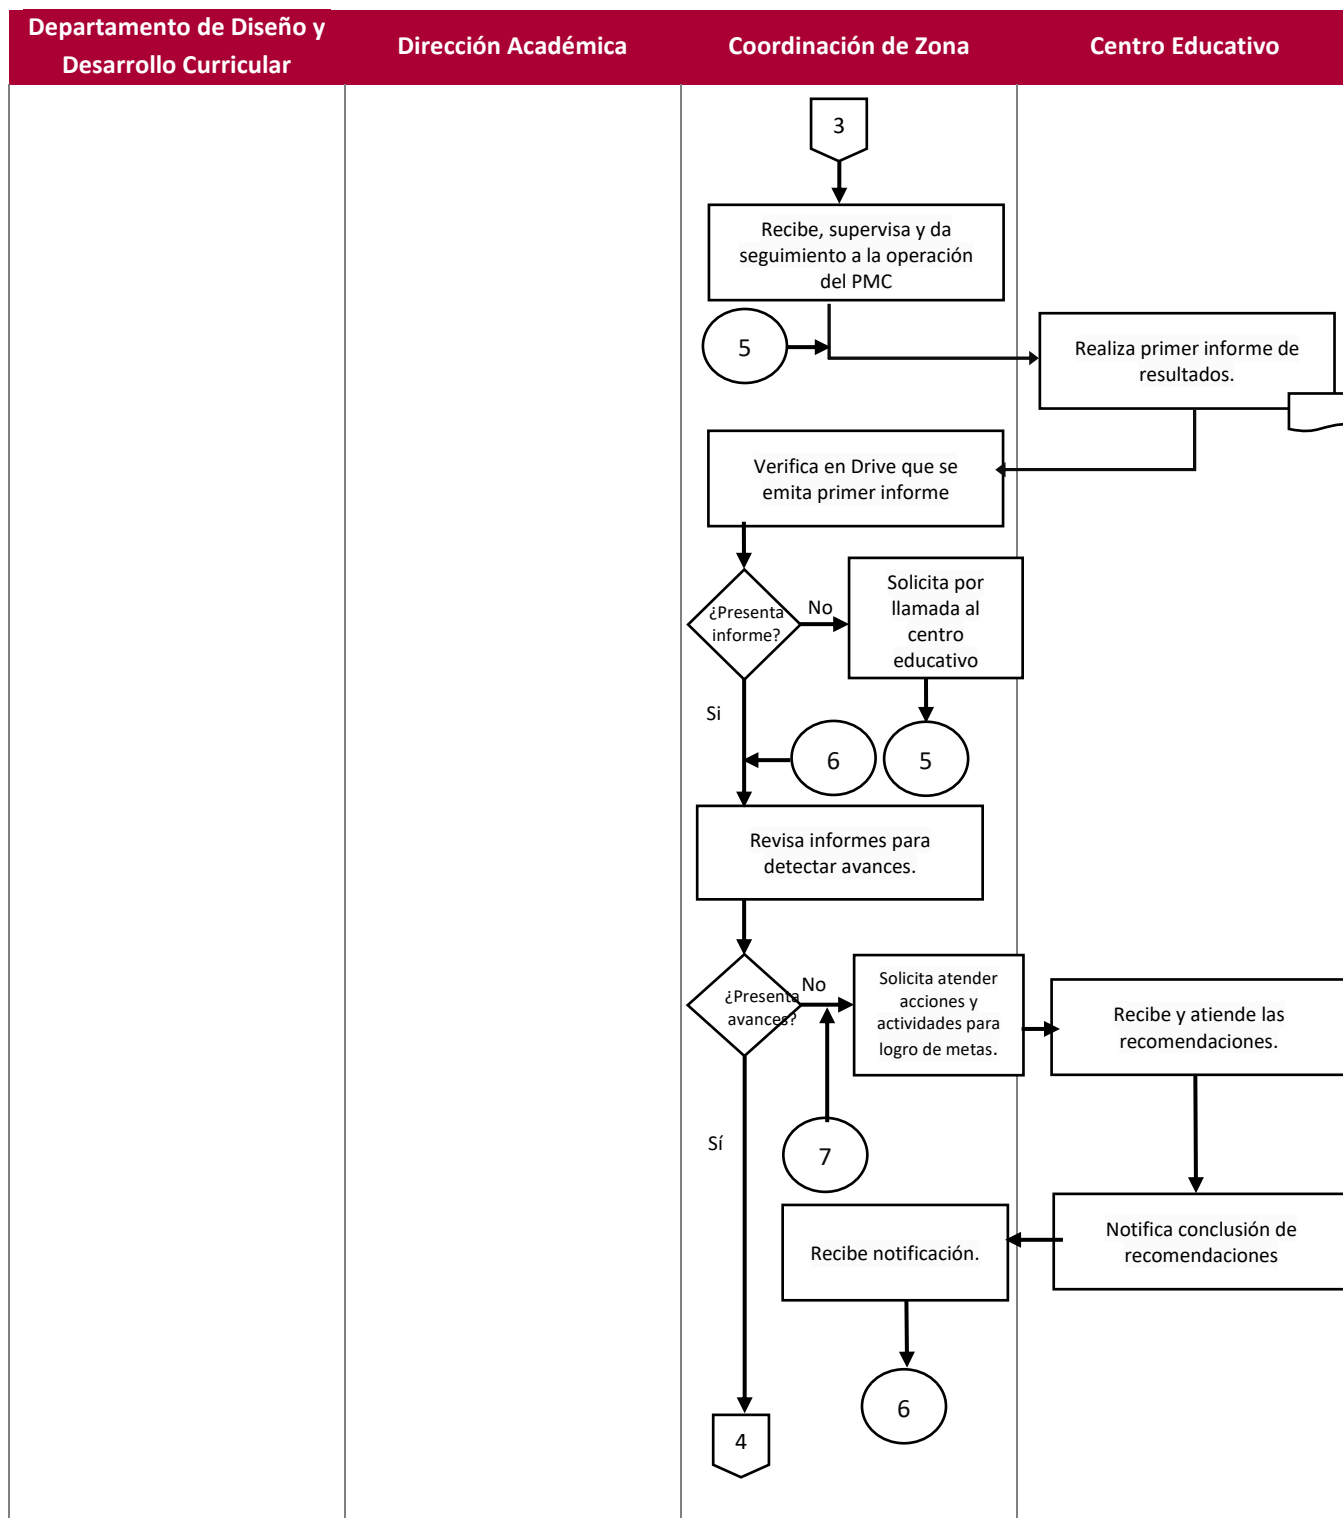 Departamento de Diseño y
Desarrollo Curricular
Dirección Académica
Coordinación de Zona
Centro Educativo
3
Recibe, supervisa y da
seguimiento a la operación
del PMC
5
Realiza primer informe de
resultados.
Verifica en Drive que se
emita primer informe
¿Presenta
informe?
No
Solicita por
llamada al
centro
educativo
Si
6
5
Revisa informes para
detectar avances.
¿Presenta
avances?
No
Solicita atender
acciones y
actividades para
logro de metas.
Recibe y atiende las
recomendaciones.
Sí
7
Recibe notificación.
Notifica conclusión de
recomendaciones
6
4